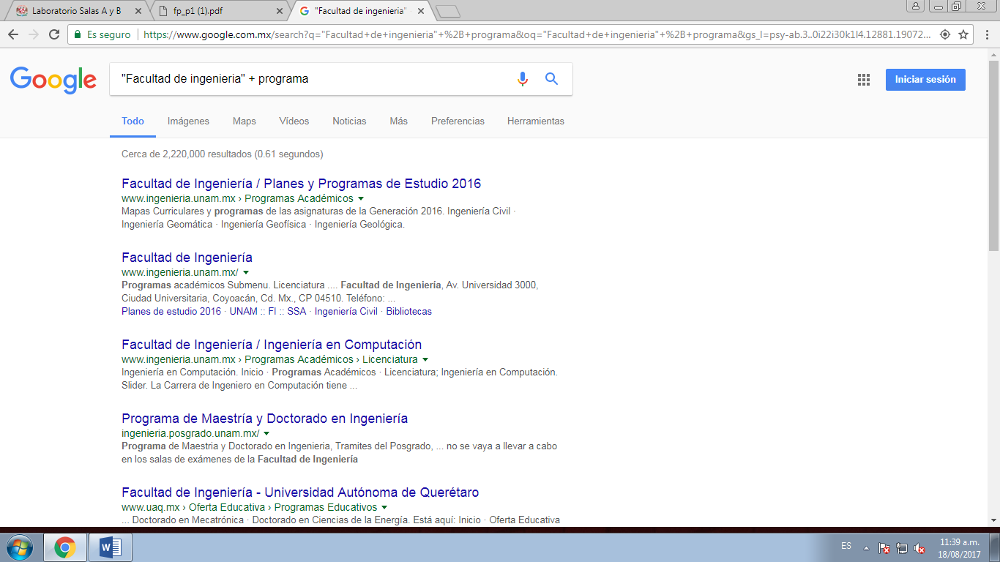 Laboratorio Salas A y B
fp_p1 (1).pdf
"Facultad de ingenieria" -
Es seguro
https://www.google.com.mx/search?q="Facultad+de+ingenieria"+%2B+programa&oq="Facultad+de+ingenieria"+%2B+programa&gs_l=psy-ab.3..0i22i30k1l4.12881.19072...
Google
"Facultad de ingenieria" + programa
Iniciar sesión
Todo Imágenes Maps Vídeos Noticias Más Preferencias Herramientas
Cerca de 2,220,000 resultados (0.61 segundos)
Facultad de Ingeniería / Planes y Programas de Estudio 2016
www.ingenieria.unam.mx › Programas Académicos
Mapas Curriculares y programas de las asignaturas de la Generación 2016. Ingeniería Civil ·
Ingeniería Geomática · Ingeniería Geofísica · Ingeniería Geológica.
Facultad de Ingeniería
www.ingenieria.unam.mx/
Programas académicos Submenu. Licenciatura .... Facultad de Ingeniería, Av. Universidad 3000,
Ciudad Universitaria, Coyoacán, Cd. Mx., CP 04510. Teléfono: ...
Planes de estudio 2016 · UNAM :: FI :: SSA · Ingeniería Civil · Bibliotecas
Facultad de Ingeniería / Ingeniería en Computación
www.ingenieria.unam.mx › Programas Académicos › Licenciatura
Ingeniería en Computación. Inicio · Programas Académicos · Licenciatura; Ingeniería en Computación.
Slider. La Carrera de Ingeniero en Computación tiene ...
Programa de Maestría y Doctorado en Ingeniería
ingenieria.posgrado.unam.mx/
Programa de Maestria y Doctorado en Ingenieria, Tramites del Posgrado, ... no se vaya a llevar a cabo
en los salas de exámenes de la Facultad de Ingeniería
Facultad de Ingeniería - Universidad Autónoma de Querétaro
www.uaq.mx › Oferta Educativa › Programas Educativos
... Doctorado en Mecatrónica · Doctorado en Ciencias de la Energía. Está aquí: Inicio · Oferta Educativa
ES
11:39 a.m.
18/08/2017